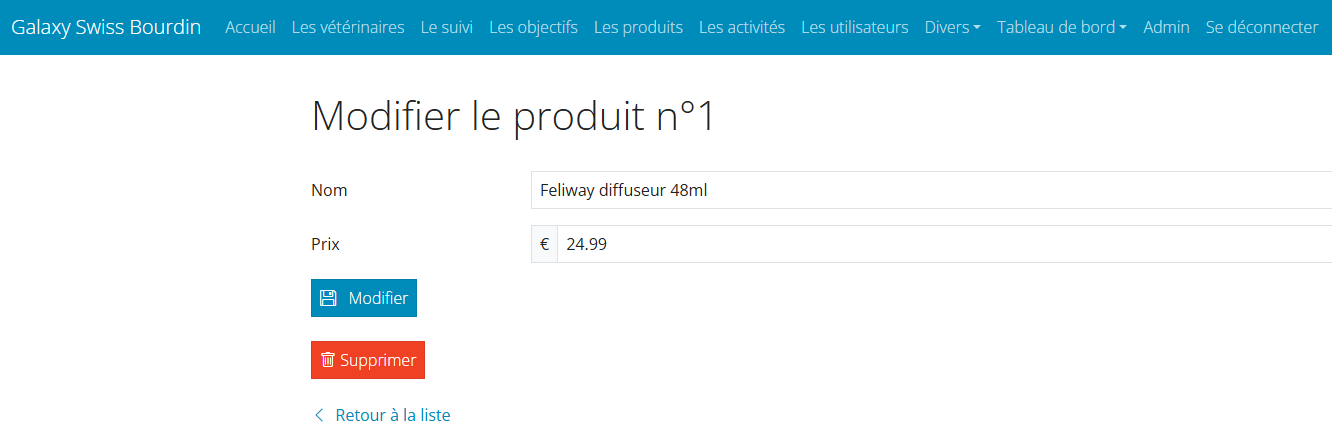 Galaxy Swiss Bourdin Accueil Les vétérinaires Le suivi Les objectifs Les produits Les activités Les utilisateurs Divers Tableau de bord Admin Se déconnecter
Modifier le produit n°1
Nom Feliway diffuseur 48ml
Prix € 24.99
Modifier
Supprimer
Retour à la liste